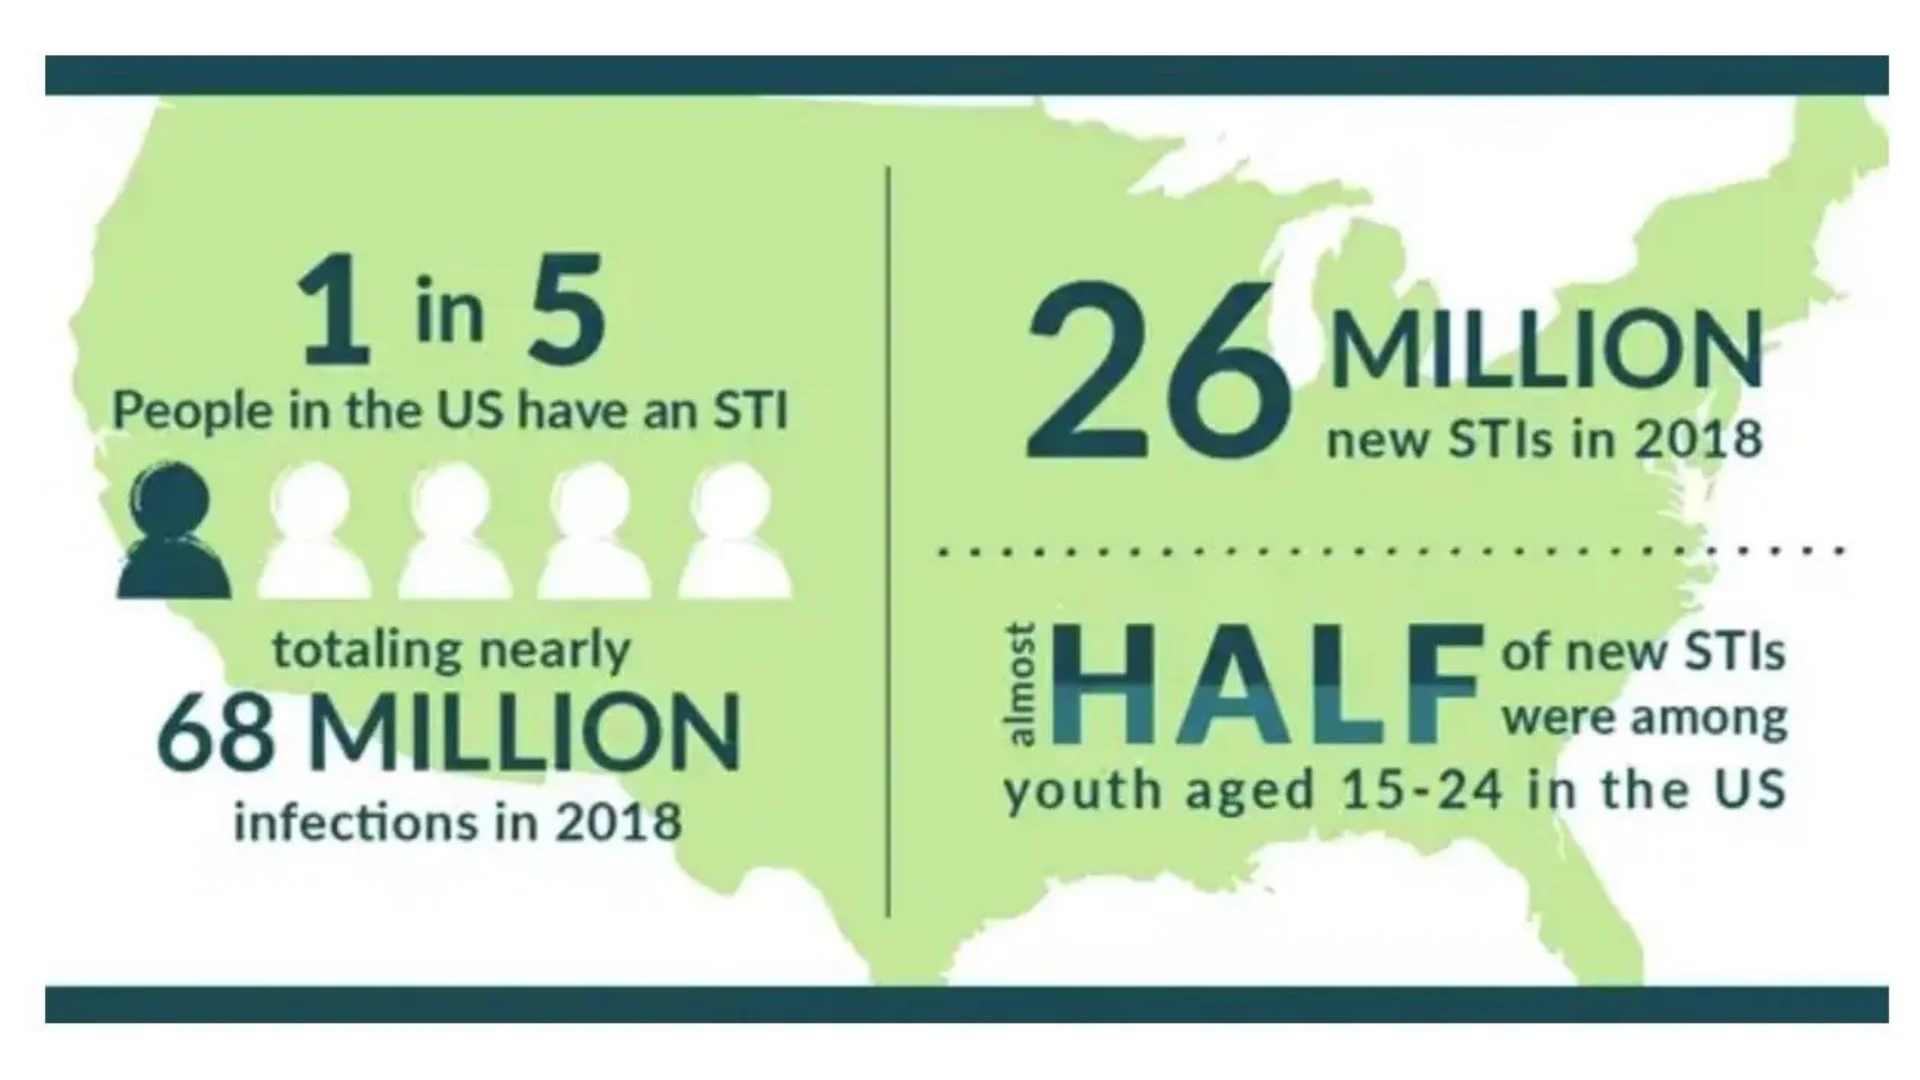 1 in 5
People in the US have an STI
totaling nearly
68 MILLION
infections in 2018
26 MILLION
new STIs in 2018
almost HALF of new STIs
were among
youth aged 15-24 in the US